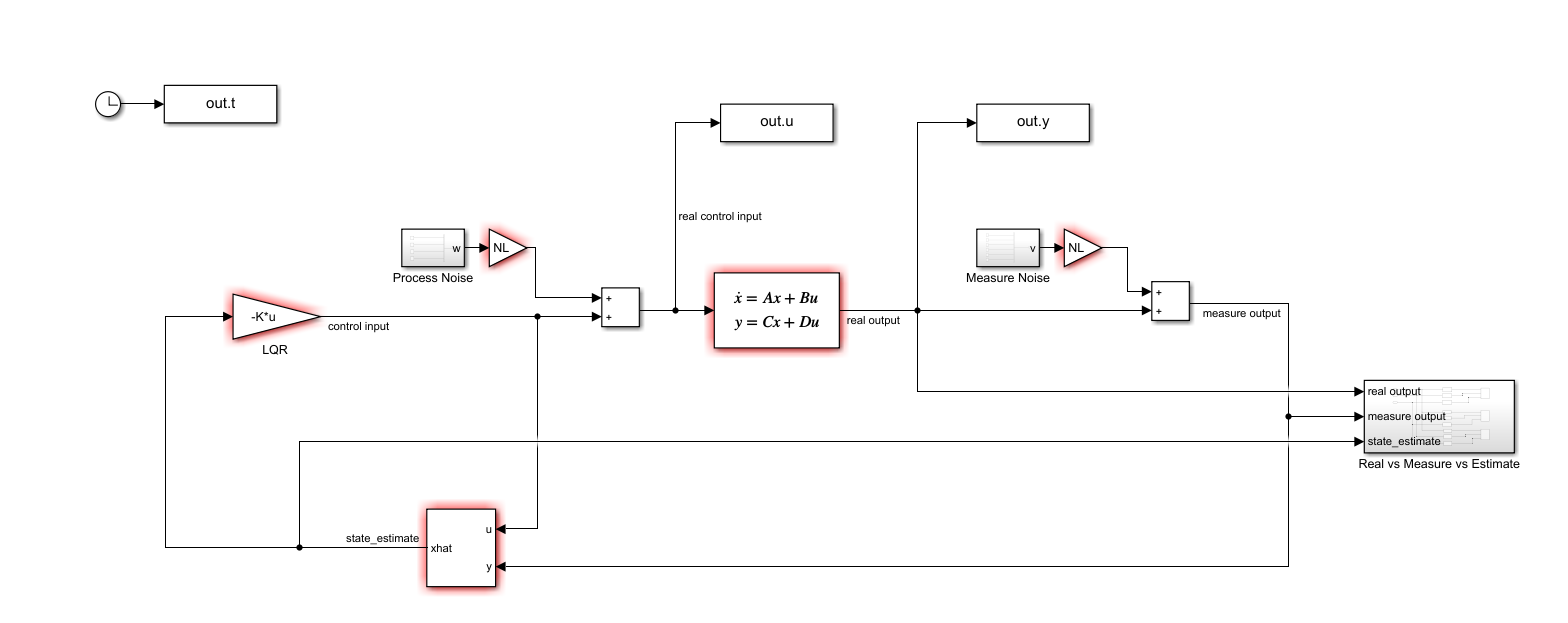 out.t
out.u
out.y
real control input
w
NL
Process Noise
v
NL
Measure Noise
+
+
ẋ = Ax + Bu
y = Cx + Du
real output
+
+
measure output
-K*u
control input
LQR
real output
measure output
state_estimate
Real vs Measure vs Estimate
state_estimate
u
xhat
y